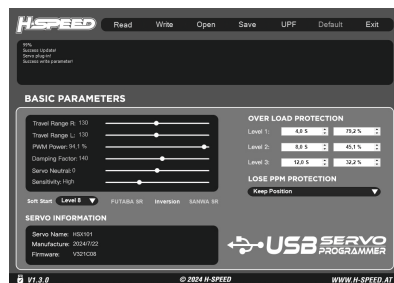 H-SPEED Read Write Open Save UPF Default Exit
99%
Success Update!
Servo plug in!
Success write parameter!
BASIC PARAMETERS
Travel Range R: 130
Travel Range L: 130
PWM Power: 94,1 %
Damping Factor: 140
Servo Neutral: 0
Sensitivity: High
Soft Start Level 8 FUTABA SR Inversion SANWA SR
OVER LOAD PROTECTION
Level 1: 4,0 S 79,2 %
Level 2: 8,0 S 45,1 %
Level 3: 12,0 S 32,2 %
LOSE PPM PROTECTION
Keep Position
SERVO INFORMATION
Servo Name: HSX101
Manufacture: 2024/7/22
Firmware: V321C08
USB SERVO PROGRAMMER
V1.3.0 © 2024 H-SPEED WWW.H-SPEED.AT